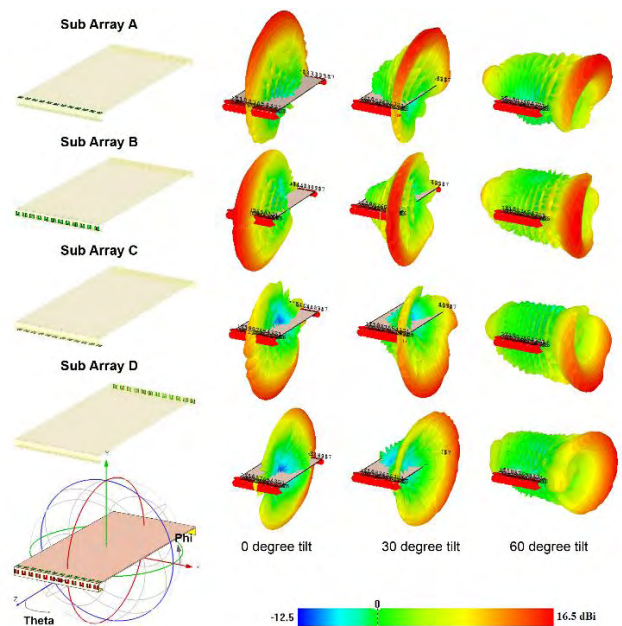 Sub Array A
Sub Array B
Sub Array C
Sub Array D
Y
Phi
X
Z
Theta
0 degree tilt
30 degree tilt
60 degree tilt
-12.5
0
16.5 dBi